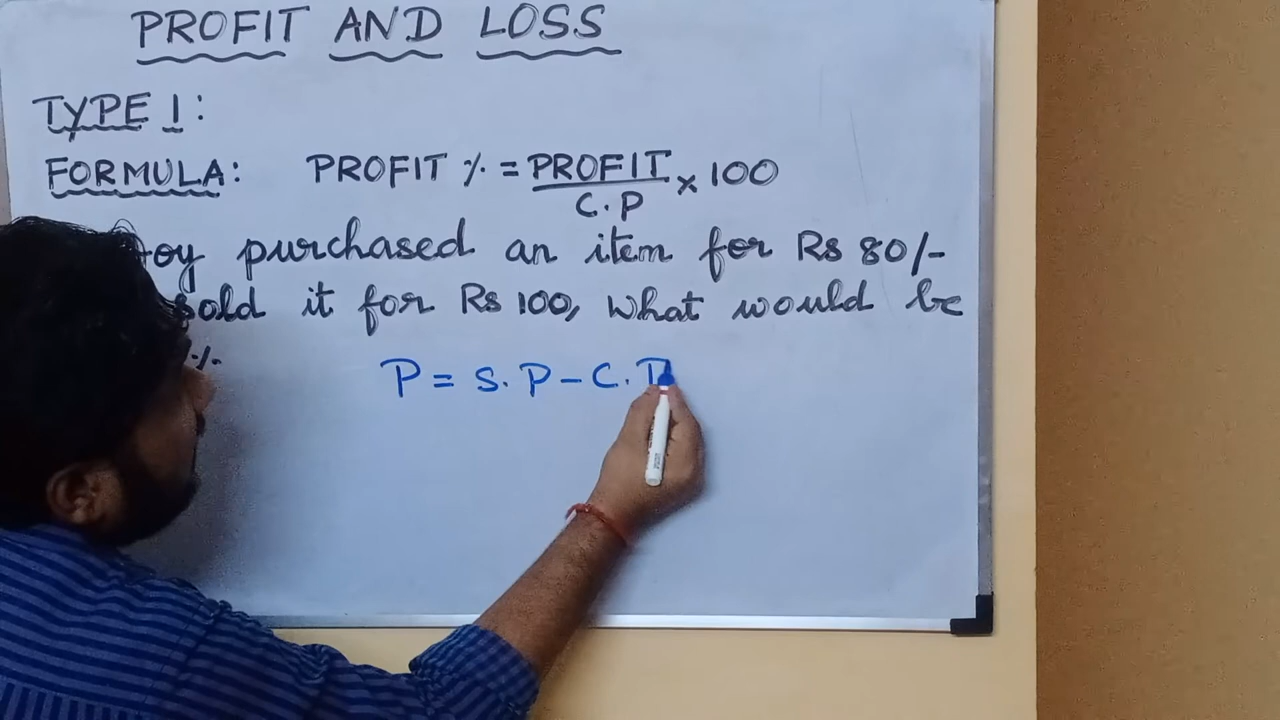 PROFIT AND LOSS
TYPE 1:
FORMULA: PROFIT % = PROFIT / C.P × 100
purchased an item for Rs 80/-
sold it for Rs 100, what would be
%
P = S.P - C.P